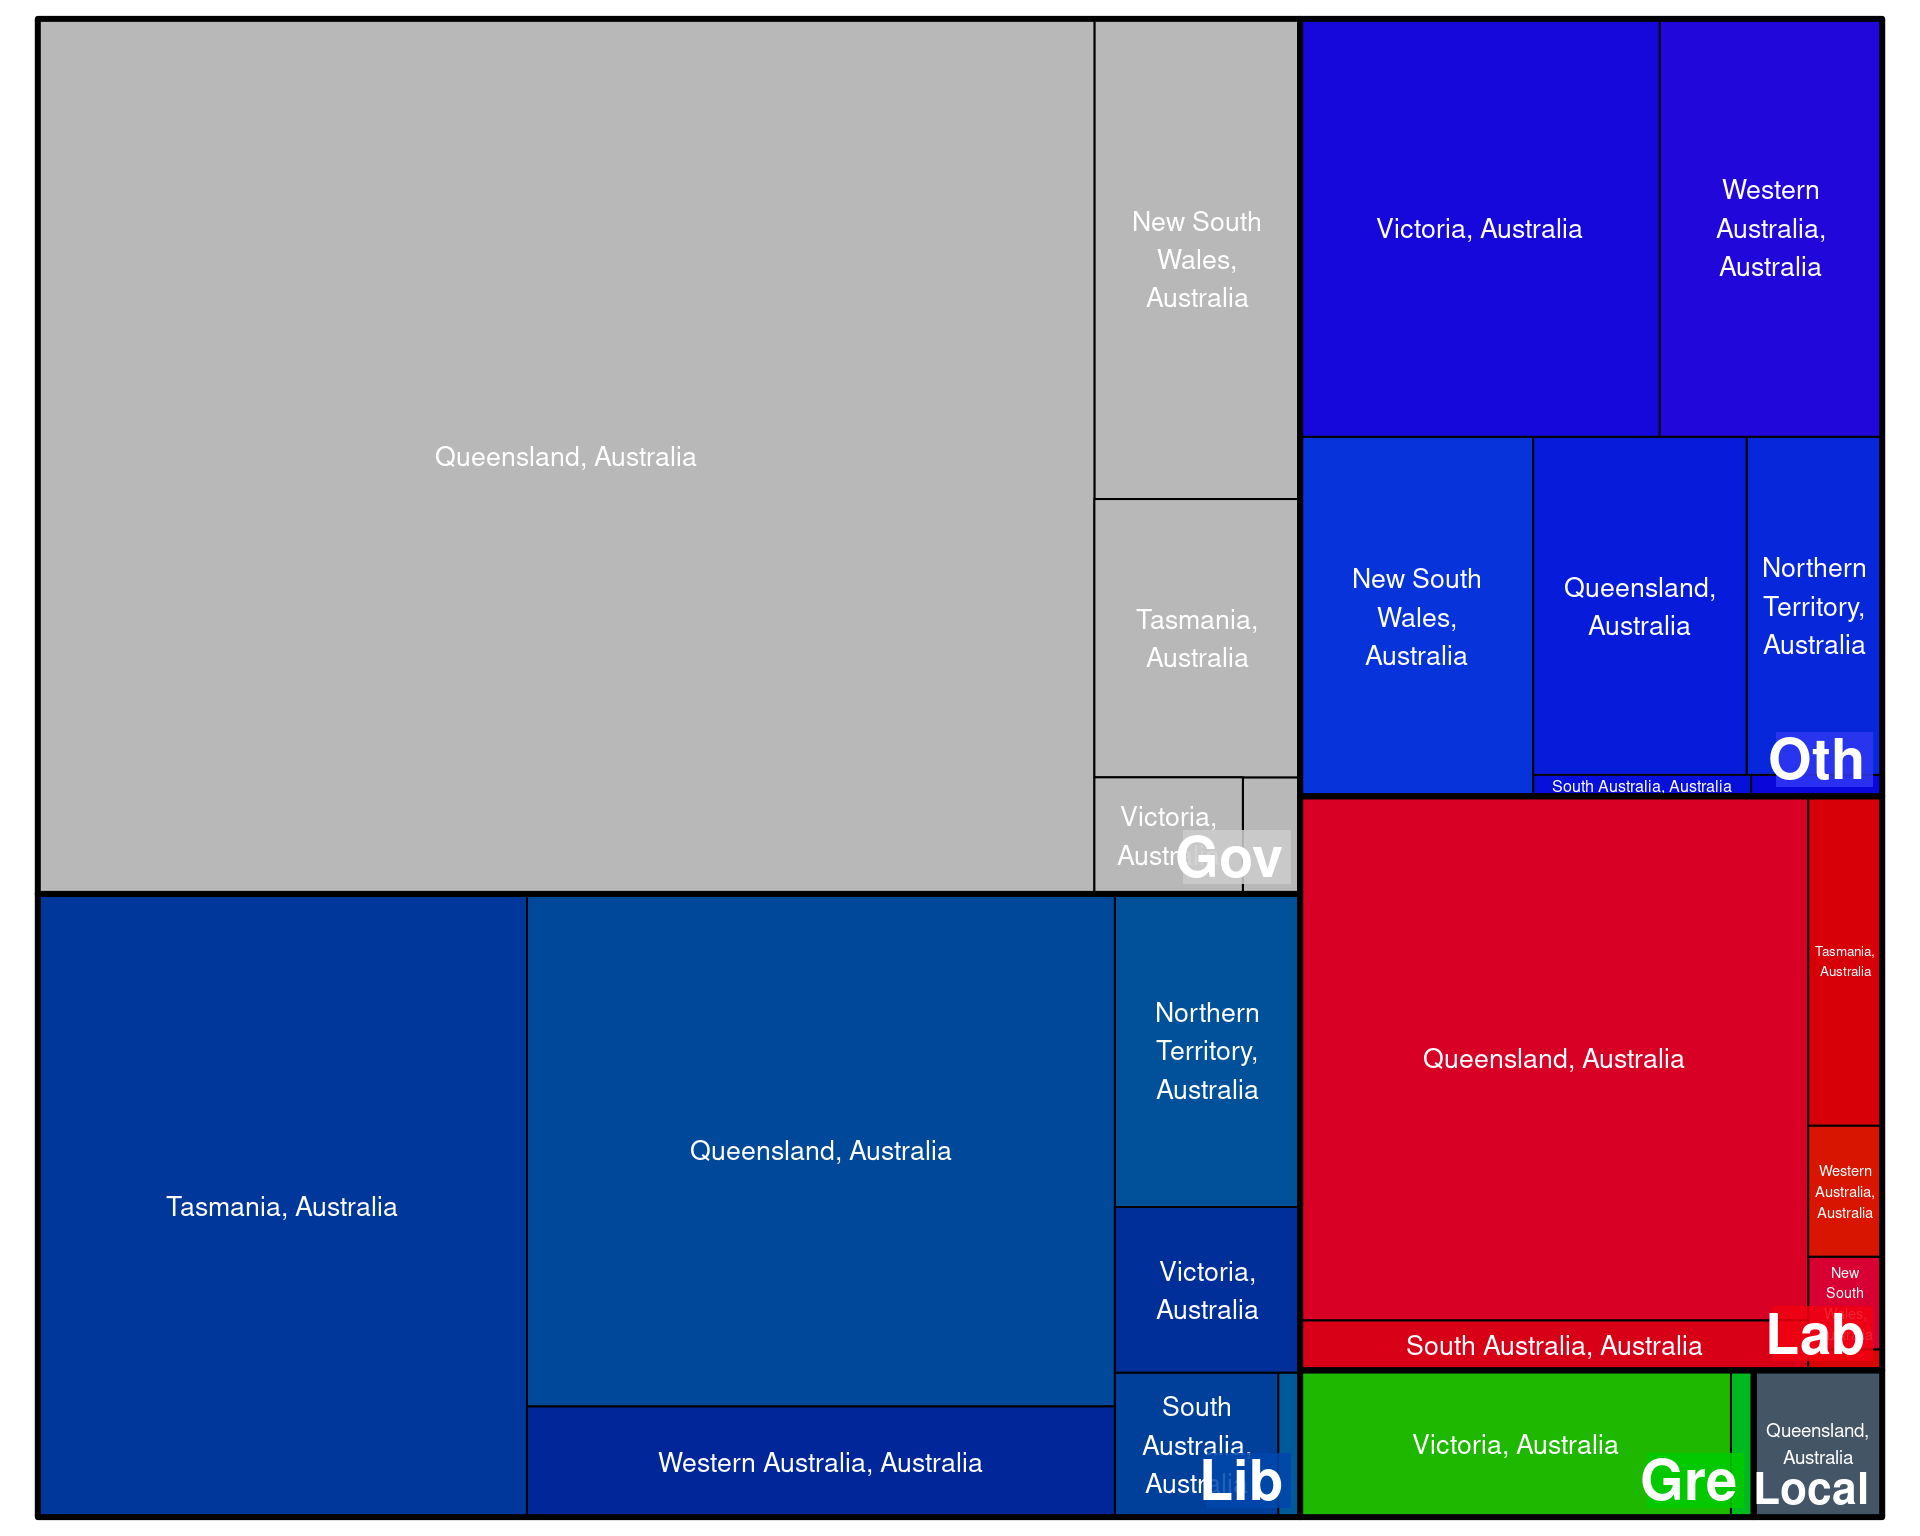 Queensland, Australia
New South
Wales,
Australia
Tasmania,
Australia
Victoria,
Gov
Victoria, Australia
Western
Australia,
Australia
New South
Wales,
Australia
Queensland,
Australia
Northern
Territory,
Australia
South Australia, Australia
Oth
Tasmania, Australia
Queensland, Australia
Western Australia, Australia
Northern
Territory,
Australia
Victoria,
Australia
South
Australia,
Lib
Queensland, Australia
Tasmania,
Australia
Western
Australia,
Australia
New
South
Wales,
South Australia, Australia
Lab
Victoria, Australia
Gre
Queensland,
Australia
Local